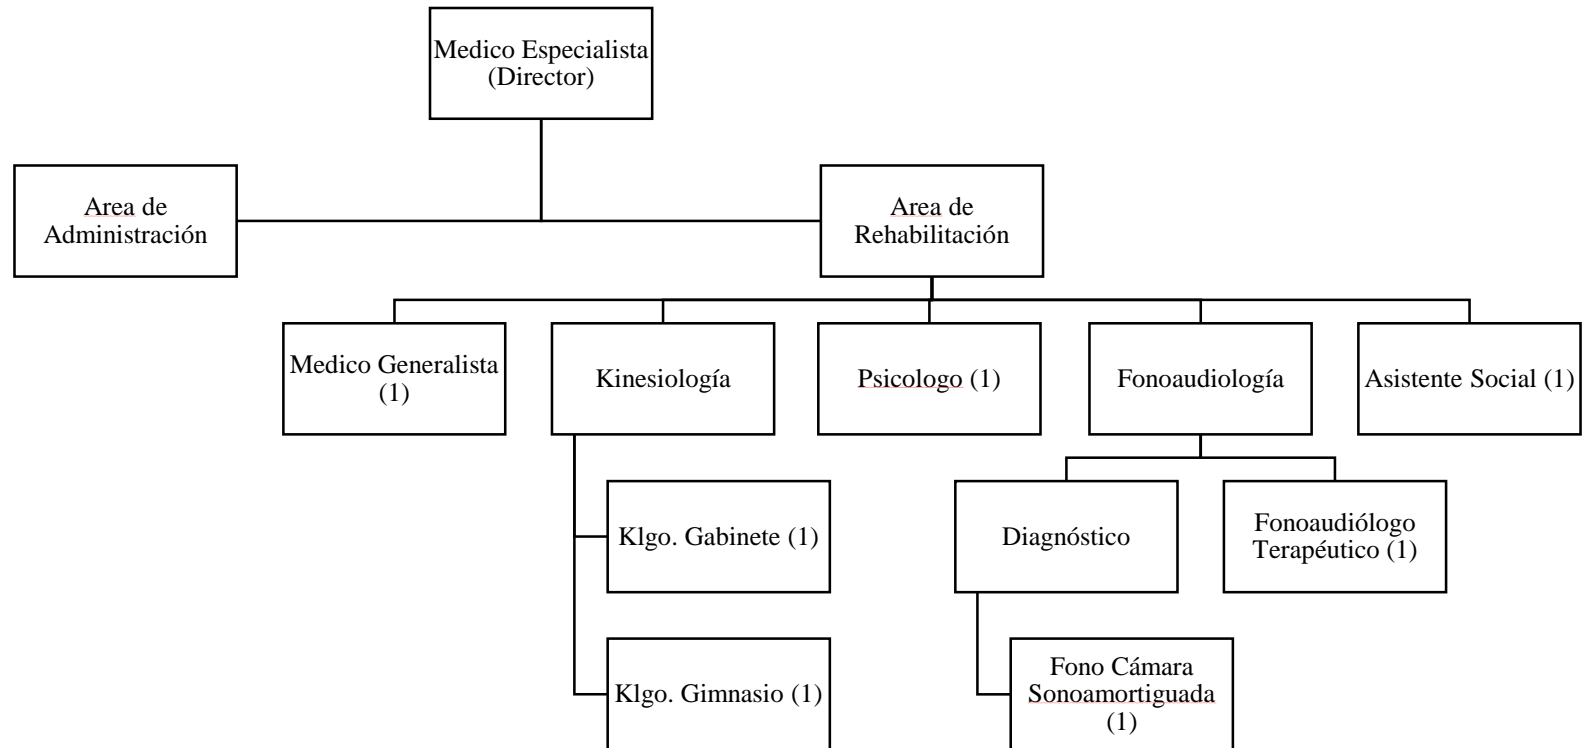 Medico Especialista
(Director)
Area de
Administración
Area de
Rehabilitación
Medico Generalista
(1)
Kinesiología
Psicologo (1)
Fonoaudiología
Asistente Social (1)
Klgo. Gabinete (1)
Diagnóstico
Fonoaudiólogo
Terapéutico (1)
Klgo. Gimnasio (1)
Fono Cámara
Sonoamortiguada
(1)